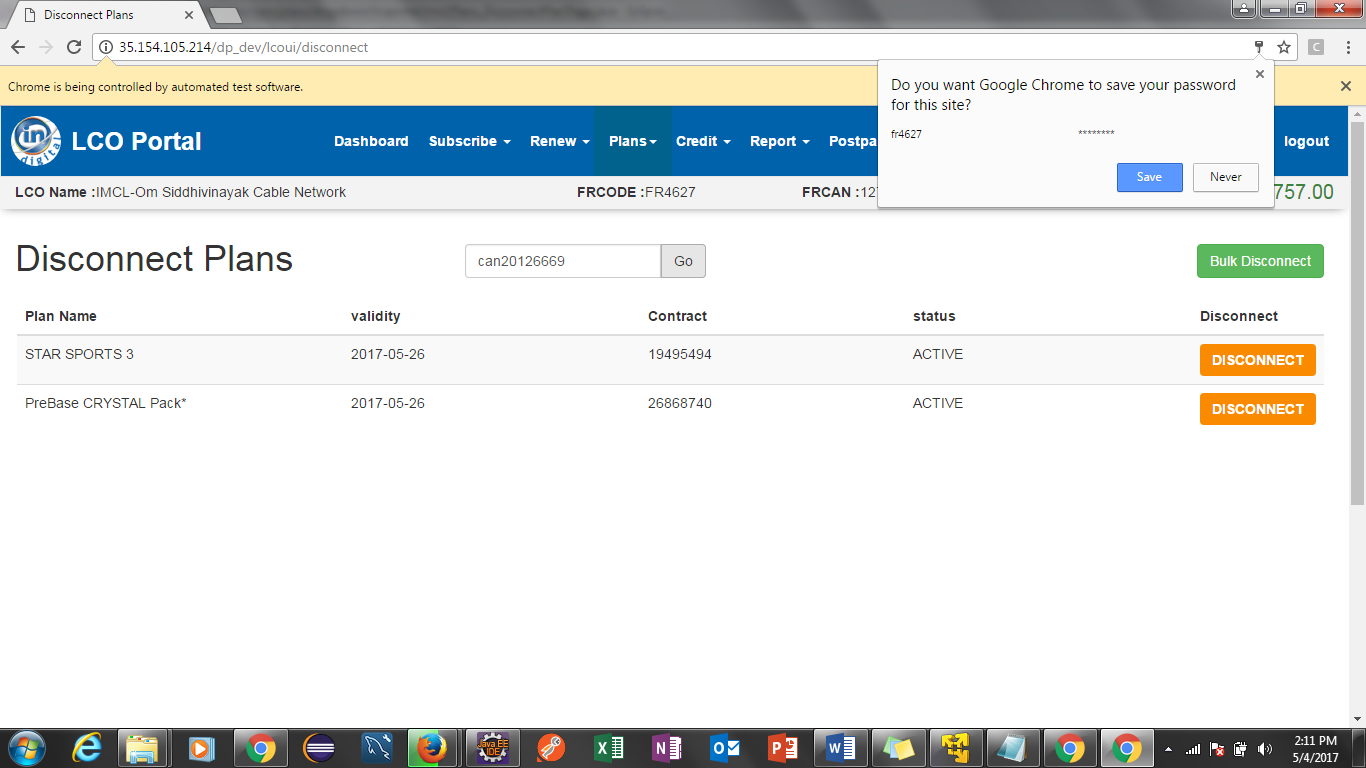 Disconnect Plans
35.154.105.214/dp_dev/lcoui/disconnect
C
Chrome is being controlled by automated test software.
Do you want Google Chrome to save your password
for this site?
fr4627 ********
Save Never
in digital LCO Portal Dashboard Subscribe Renew Plans Credit Report Postpa logout
LCO Name :IMCL-Om Siddhivinayak Cable Network FRCODE :FR4627 FRCAN :127 757.00
Disconnect Plans can20126669 Go Bulk Disconnect
Plan Name validity Contract status Disconnect
STAR SPORTS 3 2017-05-26 19495494 ACTIVE DISCONNECT
PreBase CRYSTAL Pack* 2017-05-26 26868740 ACTIVE DISCONNECT
Java EE
IDE
2:11 PM
5/4/2017